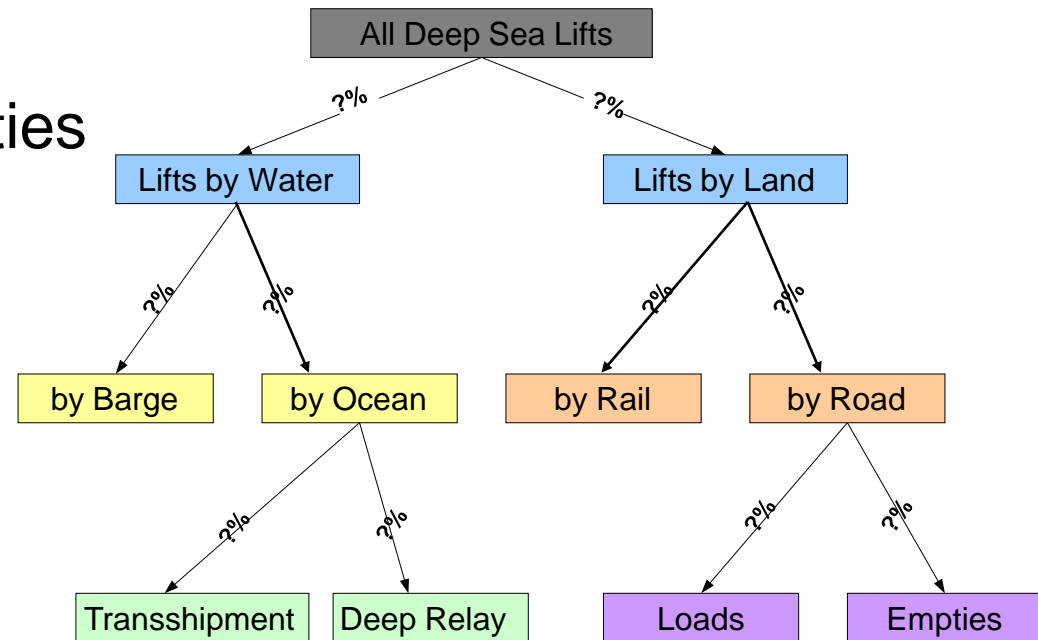 All Deep Sea Lifts
?% ?%
Lifts by Water Lifts by Land
?% ?% ?% ?%
by Barge by Ocean by Rail by Road
?% ?% ?% ?%
Transshipment Deep Relay Loads Empties